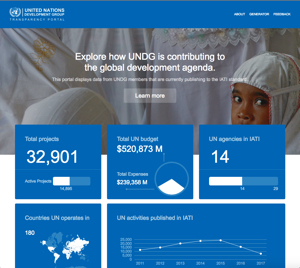 UNITED NATIONS
DEVELOPMENT GROUP
TRANSPARENCY PORTAL
ABOUT GENERATOR FEEDBACK
Explore how UNDG is contributing to
the global development agenda.
This portal displays data from UNDG members that are currently publishing to the IATI standard.
Learn more
Total projects
32,901
Active Projects
14,890
Total UN budget
$520,873 M
Total Expenses
$239,358 M
UN agencies in IATI
14
14
Countries UN operates in
180
UN activities published in IATI
25,000
20,000
15,000
10,000
5,000
0
2011 2012 2013 2014 2015 2016 2017